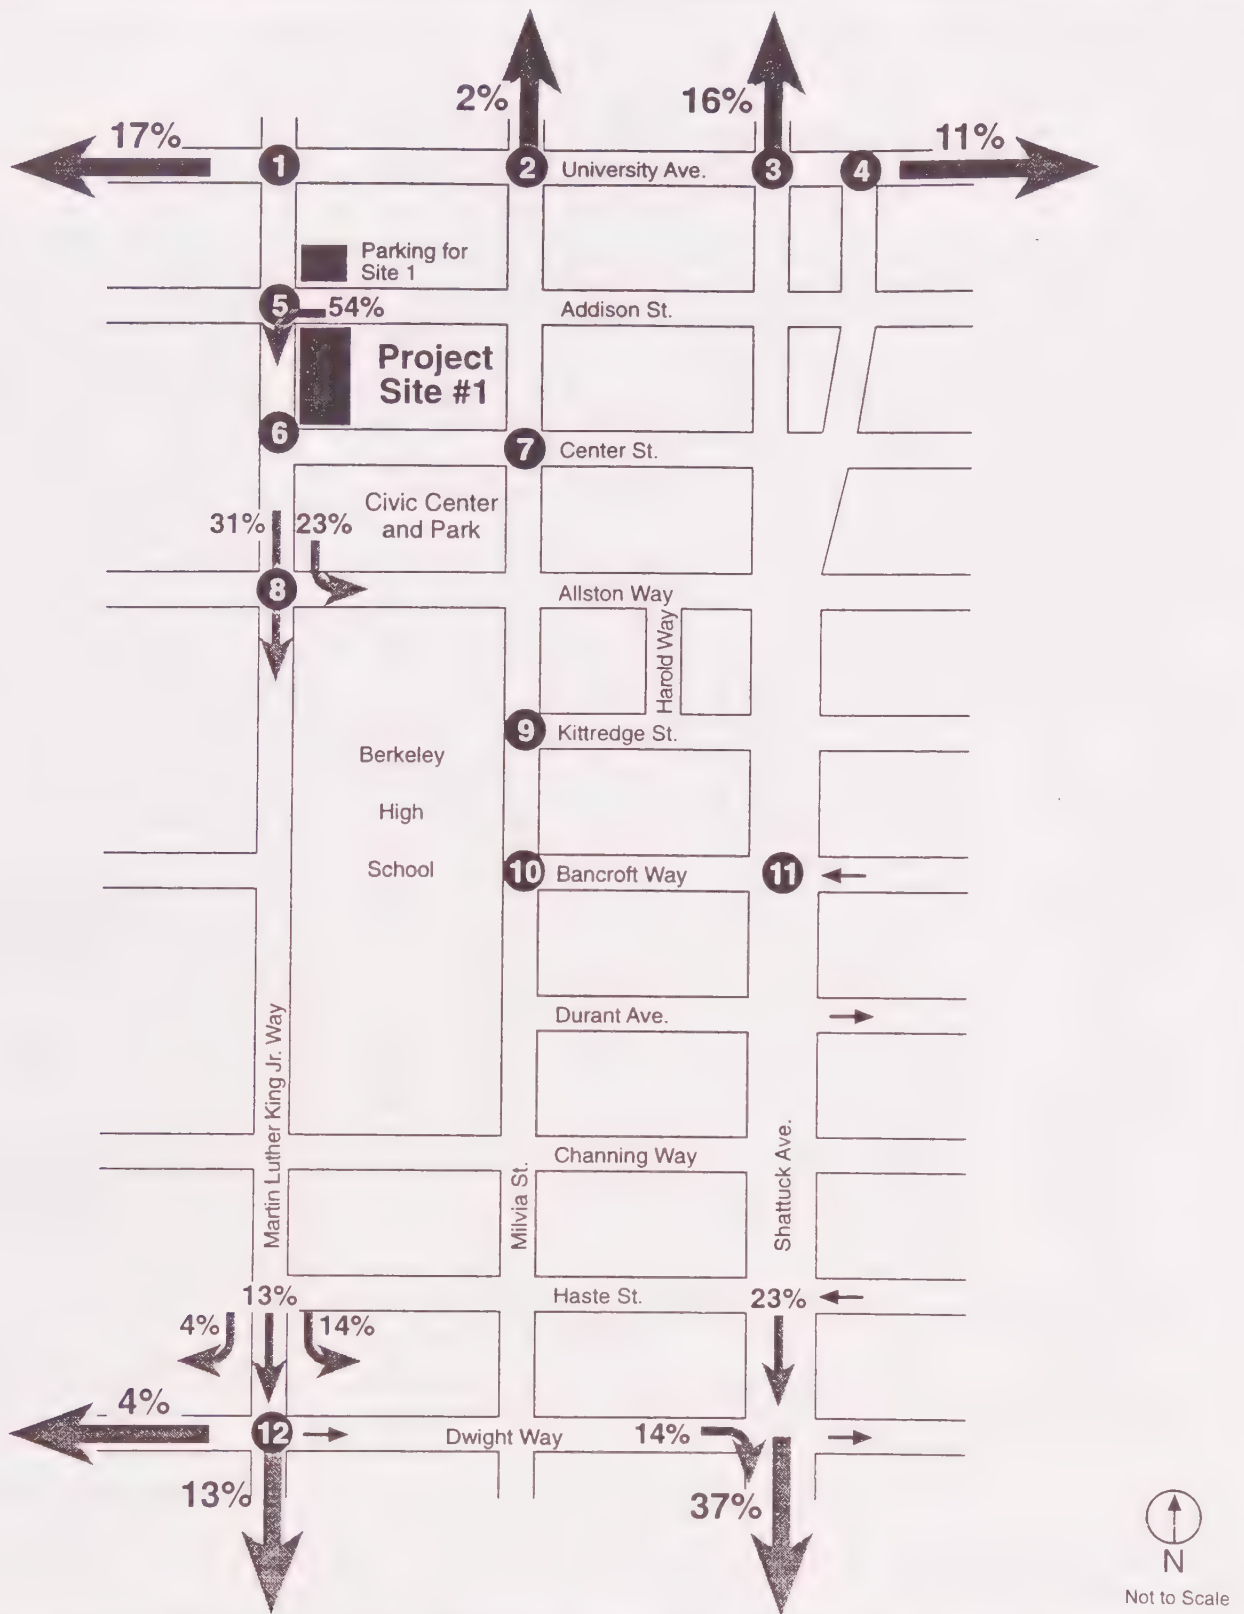 2%
16%
17%
11%
1
2
University Ave.
3
4
Parking for
Site 1
5
54%
Addison St.
Project
Site #1
6
7
Center St.
Civic Center
and Park
31%
23%
8
Allston Way
Harold Way
9
Kittredge St.
Berkeley
High
School
10
Bancroft Way
11
Durant Ave.
Martin Luther King Jr. Way
Channing Way
Milvia St.
Shattuck Ave.
13%
Haste St.
23%
4%
14%
4%
12
Dwight Way
14%
13%
37%
N
Not to Scale